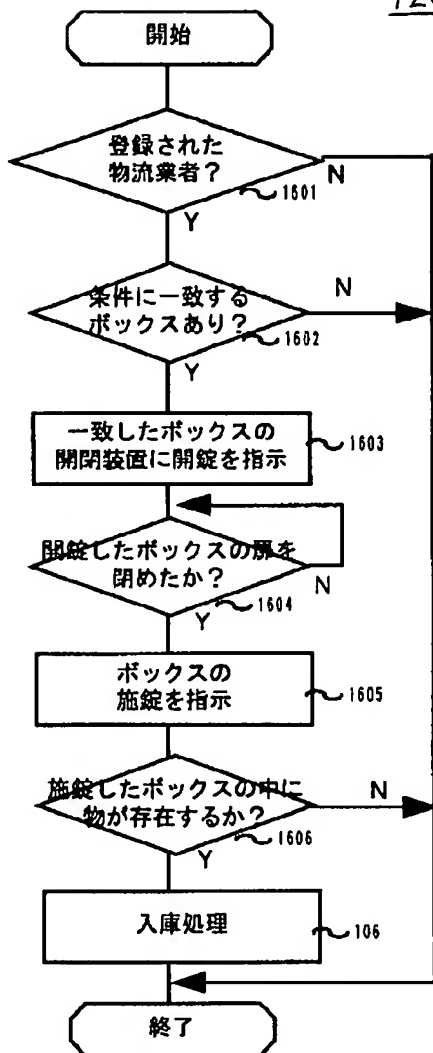 開始
登録された
物流業者？
N
1601
Y
条件に一致する
ボックスあり？
N
1602
Y
一致したボックスの
開閉装置に開錠を指示
1603
開錠したボックスの扉を
閉めたか？
N
1604
Y
ボックスの
施錠を指示
1605
施錠したボックスの中に
物が存在するか？
N
1606
Y
入庫処理
106
終了